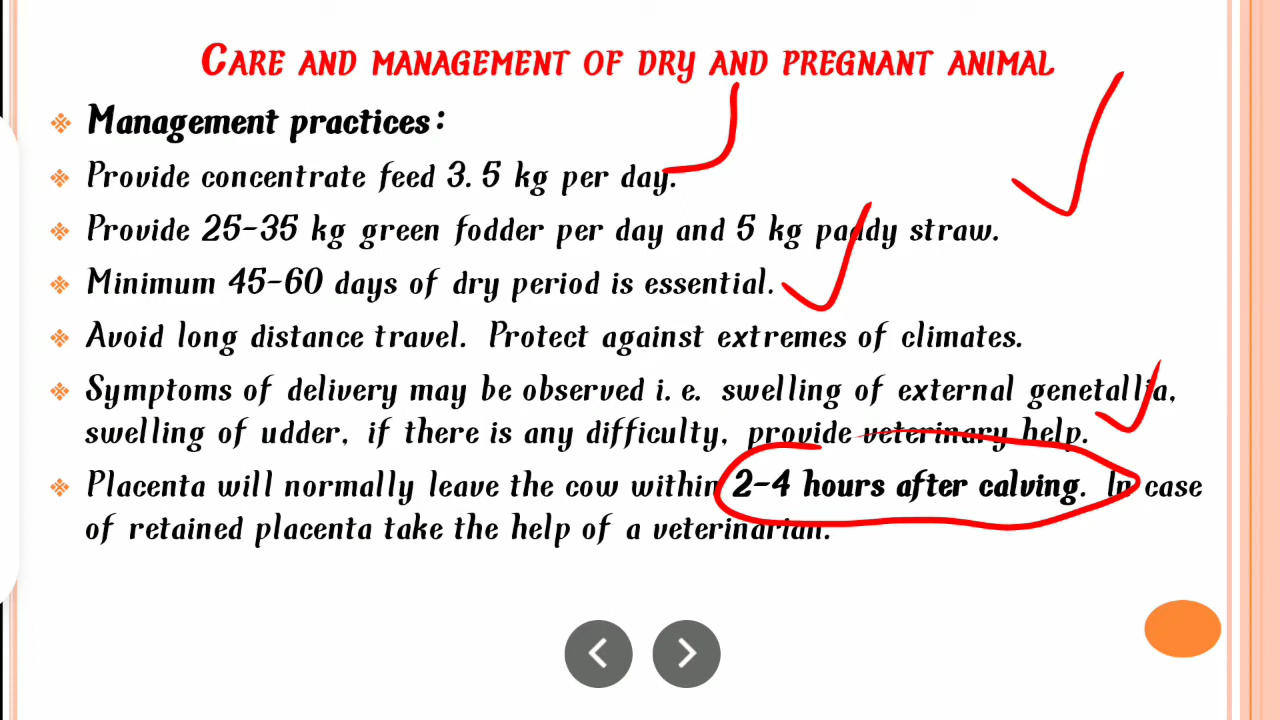 CARE AND MANAGEMENT OF DRY AND PREGNANT ANIMAL
Management practices:
Provide concentrate feed 3.5 kg per day.
Provide 25-35 kg green fodder per day and 5 kg paddy straw.
Minimum 45-60 days of dry period is essential.
Avoid long distance travel. Protect against extremes of climates.
Symptoms of delivery may be observed i.e. swelling of external genetallia,
swelling of udder, if there is any difficulty, provide veterinary help.
Placenta will normally leave the cow within 2-4 hours after calving. In case
of retained placenta take the help of a veterinarian.